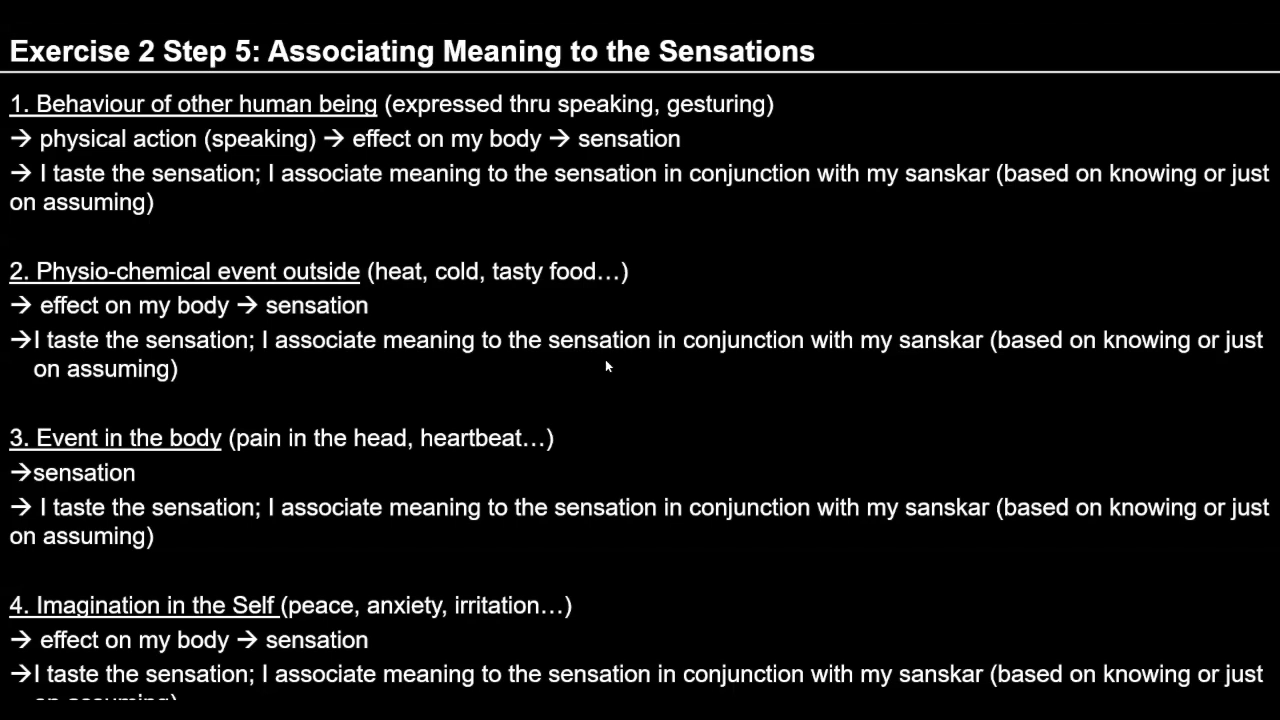 Exercise 2 Step 5: Associating Meaning to the Sensations
1. Behaviour of other human being (expressed thru speaking, gesturing)
→ physical action (speaking) → effect on my body → sensation
→ I taste the sensation; I associate meaning to the sensation in conjunction with my sanskar (based on knowing or just
on assuming)
2. Physio-chemical event outside (heat, cold, tasty food…)
→ effect on my body → sensation
→I taste the sensation; I associate meaning to the sensation in conjunction with my sanskar (based on knowing or just
on assuming)
3. Event in the body (pain in the head, heartbeat…)
→sensation
→ I taste the sensation; I associate meaning to the sensation in conjunction with my sanskar (based on knowing or just
on assuming)
4. Imagination in the Self (peace, anxiety, irritation…)
→ effect on my body → sensation
→I taste the sensation; I associate meaning to the sensation in conjunction with my sanskar (based on knowing or just
on assuming)